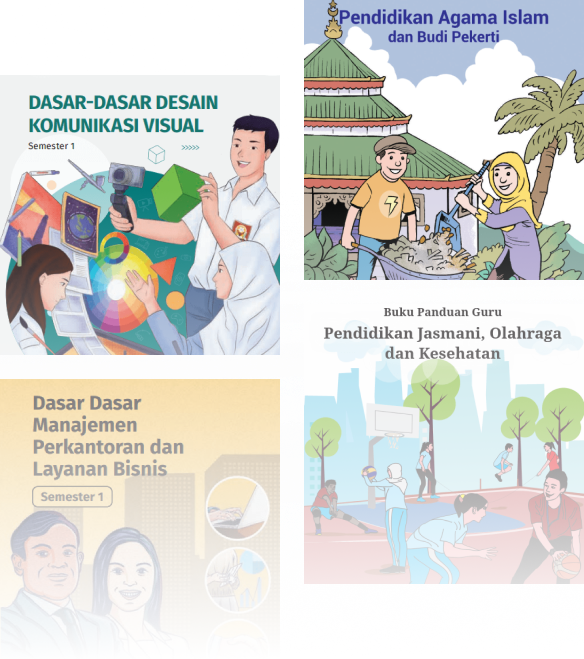 Pendidikan Agama Islam
dan Budi Pekerti
DASAR-DASAR DESAIN
KOMUNIKASI VISUAL
Semester 1
Buku Panduan Guru
Pendidikan Jasmani, Olahraga
dan Kesehatan
Dasar Dasar
Manajemen
Perkantoran dan
Layanan Bisnis
Semester 1